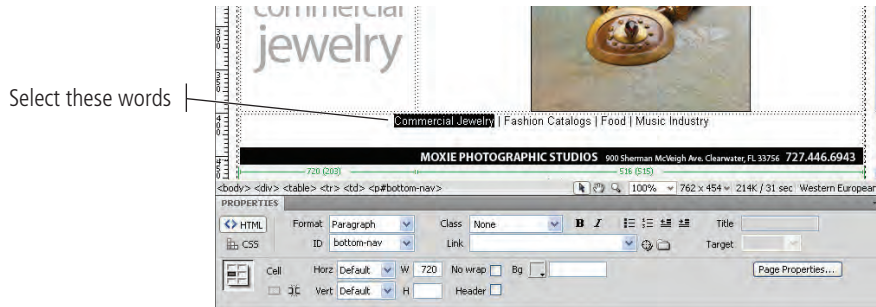 commercial
jewelry
Select these words
Commercial Jewelry | Fashion Catalogs | Food | Music Industry
MOXIE PHOTOGRAPHIC STUDIOS 900 Sherman McVeigh Ave. Clearwater, FL 33756 727.446.6943
720 (203) 516 (515)
<body> <div> <table> <tr> <td> <p#bottom-nav> 100% 762 x 454 214K / 31 sec Western European
PROPERTIES
<> HTML Format Paragraph Class None B I Title
CSS ID bottom-nav Link Target
Cell Horz Default W 720 No wrap Bg Page Properties...
Vert Default H Header